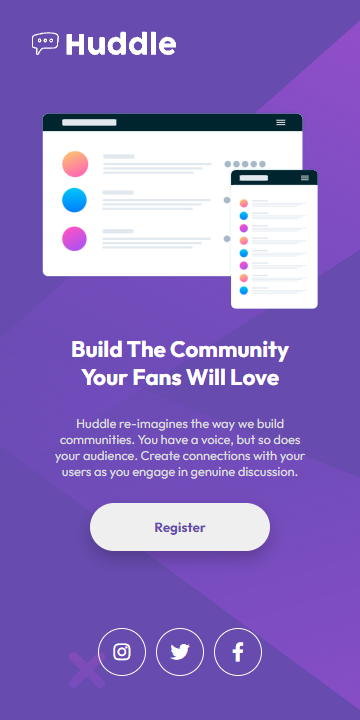 Huddle
Build The Community
Your Fans Will Love
Huddle re-imagines the way we build
communities. You have a voice, but so does
your audience. Create connections with your
users as you engage in genuine discussion.
Register